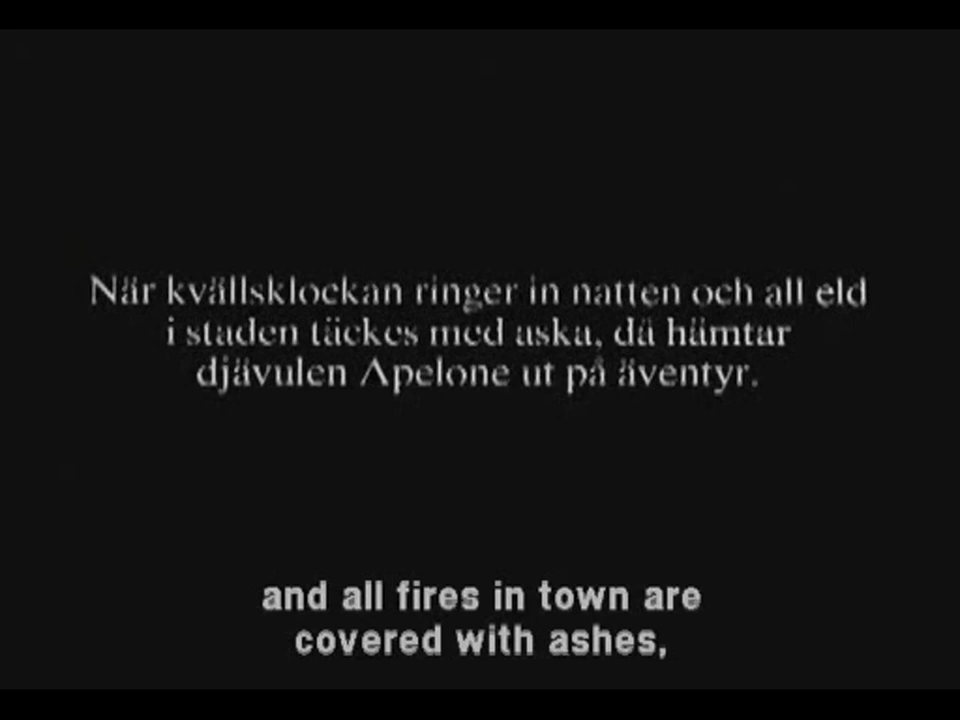 När kvällsklockan ringer in natten och all eld
i staden täckes med aska, då hämtar
djävulen Apelone ut på äventyr.
and all fires in town are
covered with ashes,